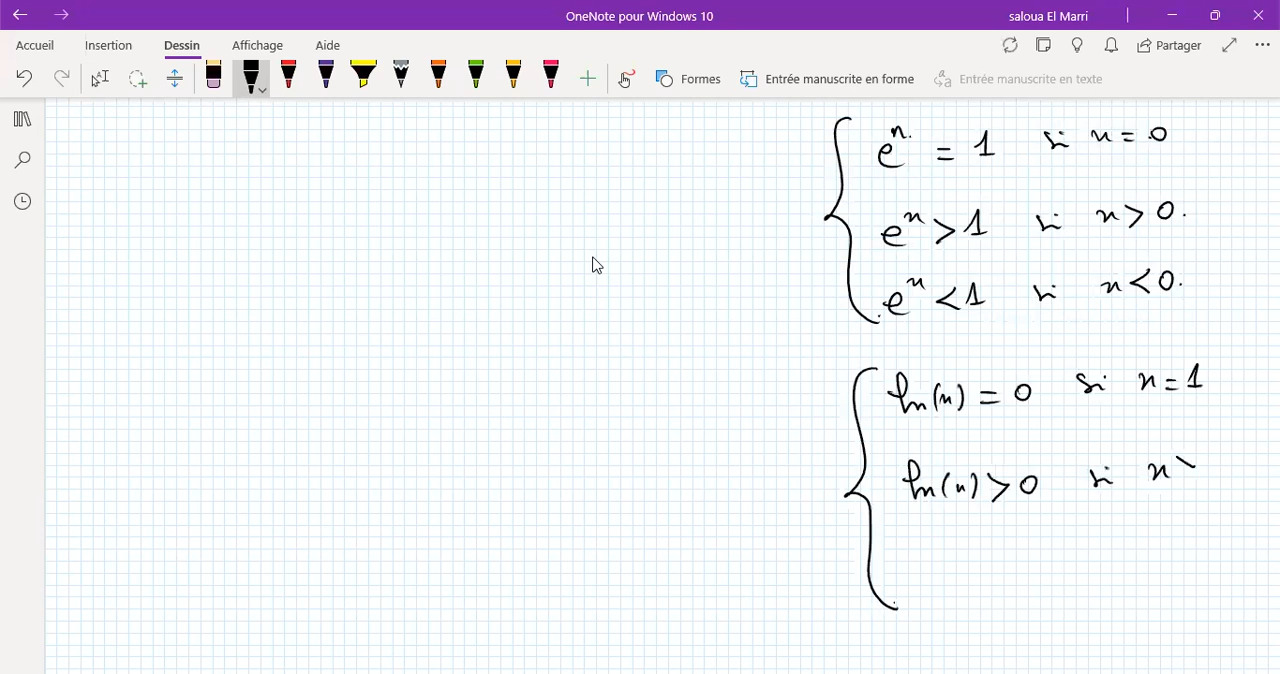 OneNote pour Windows 10
saloua El Marri
Accueil Insertion Dessin Affichage Aide
Partager
Formes Entrée manuscrite en forme Entrée manuscrite en texte
e^x = 1 si x = 0
e^x > 1 si x > 0.
e^x < 1 si x < 0.
ln(x) = 0 si x = 1
ln(x) > 0 si x